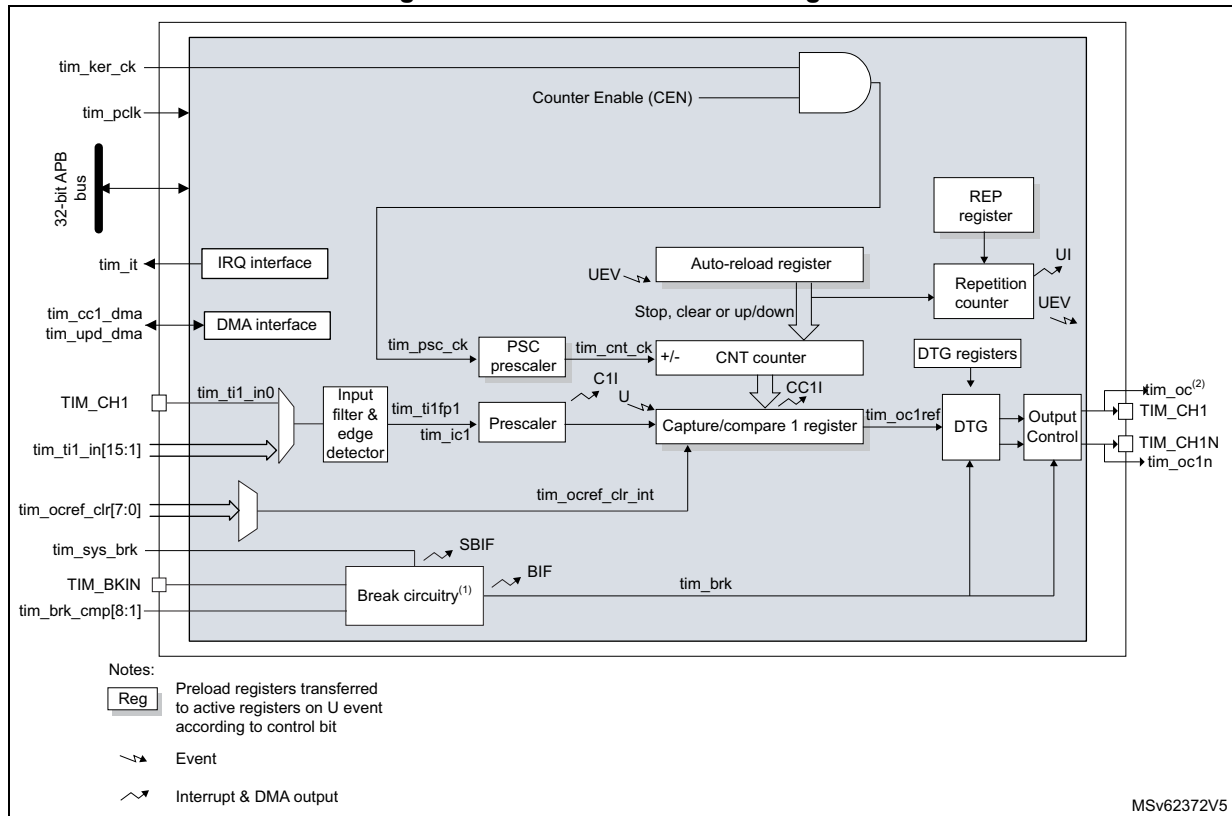 tim_ker_ck
Counter Enable (CEN)
tim_pclk
32-bit APB
bus
REP
register
tim_it
IRQ interface
UEV
Auto-reload register
UI
Repetition
counter
UEV
Stop, clear or up/down
tim_cc1_dma
tim_upd_dma
DMA interface
tim_psc_ck
PSC
prescaler
tim_cnt_ck
+/-
CNT counter
DTG registers
TIM_CH1
tim_ti1_in0
Input
filter &
edge
detector
tim_ti1fp1
tim_ic1
Prescaler
C1I
U
CC1I
Capture/compare 1 register
tim_oc1ref
DTG
Output
Control
tim_oc(2)
TIM_CH1
TIM_CH1N
tim_oc1n
tim_ti1_in[15:1]
tim_ocref_clr[7:0]
tim_ocref_clr_int
tim_sys_brk
SBIF
TIM_BKIN
tim_brk_cmp[8:1]
Break circuitry(1)
BIF
tim_brk
Notes:
Reg
Preload registers transferred
to active registers on U event
according to control bit
Event
Interrupt & DMA output
MSv62372V5